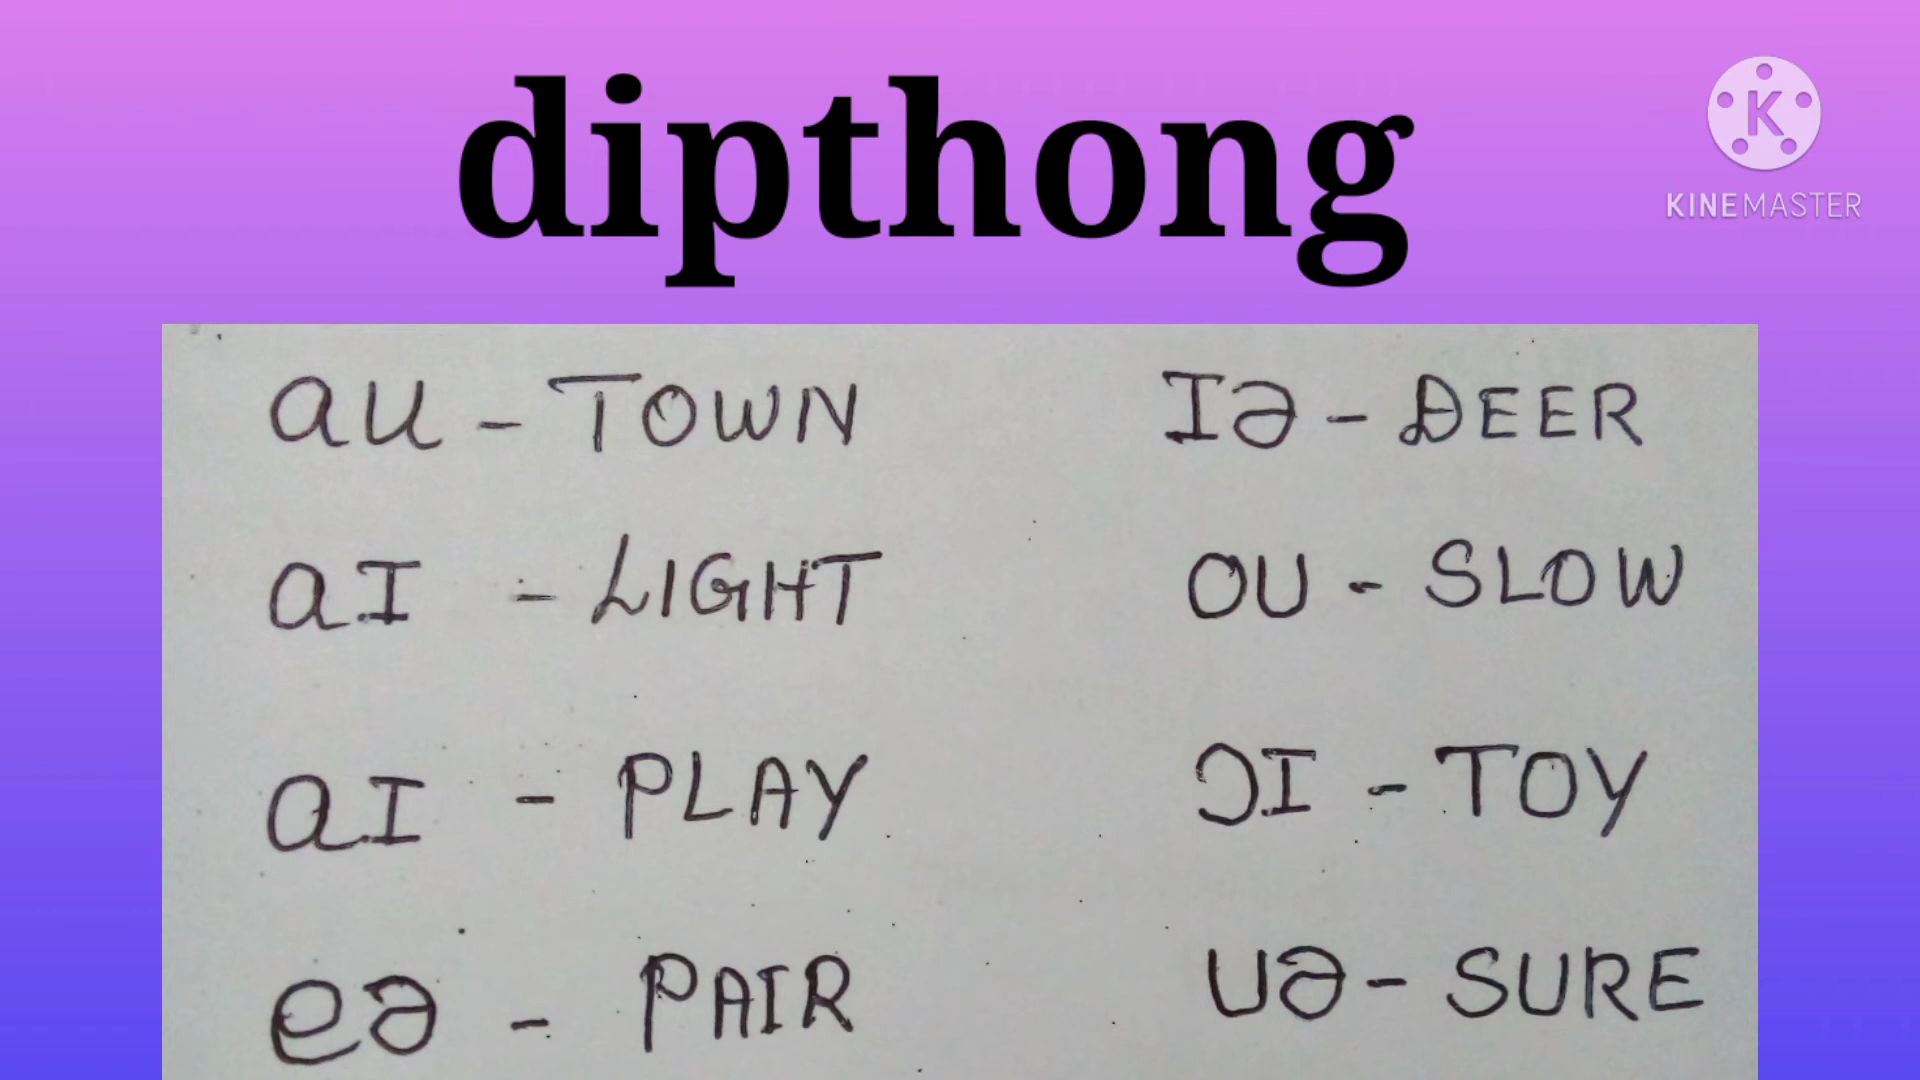 dipthong
K
KINEMASTER
aU - TOWN
Iə - DEER
aI - LIGHT
OU - SLOW
aI - PLAY
ɔI - TOY
eə - PAIR
Uə - SURE